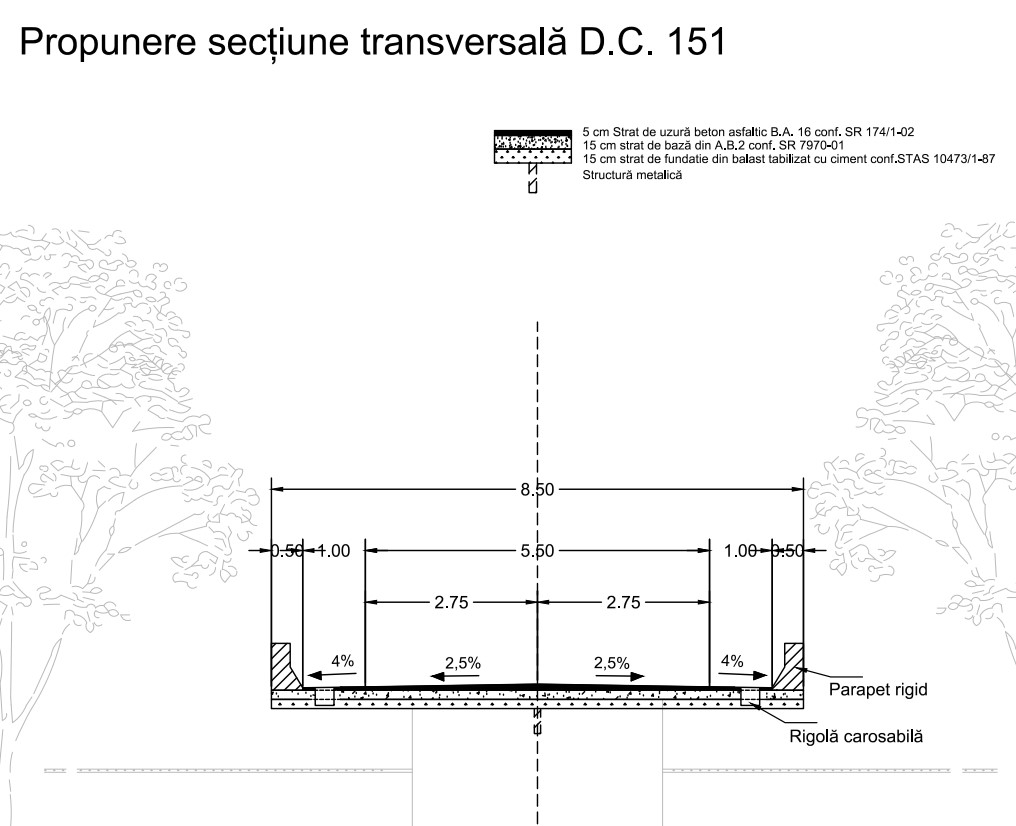 Propunere secțiune transversală D.C. 151
5 cm Strat de uzură beton asfaltic B.A. 16 conf. SR 174/1-02
15 cm strat de bază din A.B.2 conf. SR 7970-01
15 cm strat de fundatie din balast tabilizat cu ciment conf.STAS 10473/1-87
Structură metalică
8.50
0.50 1.00 5.50 1.00 0.50
2.75 2.75
4% 2,5% 2,5% 4%
Parapet rigid
Rigolă carosabilă